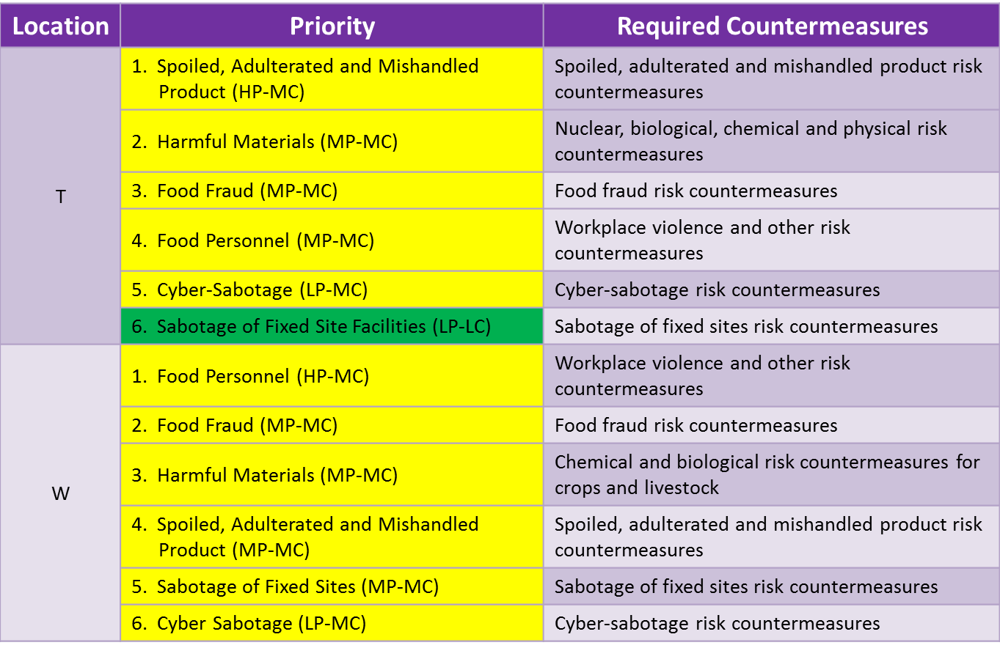 Location Priority Required Countermeasures
T
1. Spoiled, Adulterated and Mishandled
Product (HP-MC)
Spoiled, adulterated and mishandled product risk
countermeasures
2. Harmful Materials (MP-MC)
Nuclear, biological, chemical and physical risk
countermeasures
3. Food Fraud (MP-MC)
Food fraud risk countermeasures
4. Food Personnel (MP-MC)
Workplace violence and other risk
countermeasures
5. Cyber-Sabotage (LP-MC)
Cyber-sabotage risk countermeasures
6. Sabotage of Fixed Site Facilities (LP-LC)
Sabotage of fixed sites risk countermeasures
W
1. Food Personnel (HP-MC)
Workplace violence and other risk
countermeasures
2. Food Fraud (MP-MC)
Food fraud risk countermeasures
3. Harmful Materials (MP-MC)
Chemical and biological risk countermeasures for
crops and livestock
4. Spoiled, Adulterated and Mishandled
Product (MP-MC)
Spoiled, adulterated and mishandled product risk
countermeasures
5. Sabotage of Fixed Sites (MP-MC)
Sabotage of fixed sites risk countermeasures
6. Cyber Sabotage (LP-MC)
Cyber-sabotage risk countermeasures